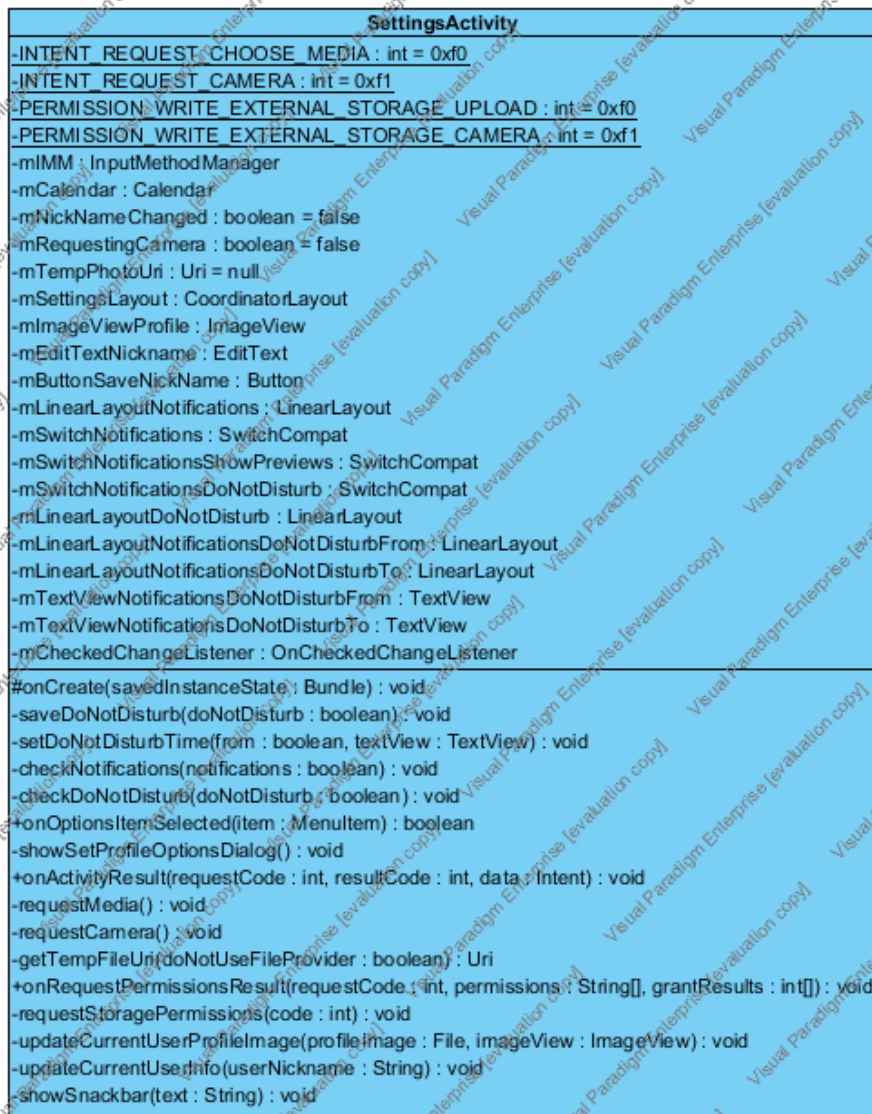 SettingsActivity
-INTENT_REQUEST_CHOOSE_MEDIA : int = 0xf0
-INTENT_REQUEST_CAMERA : int = 0xf1
-PERMISSION_WRITE_EXTERNAL_STORAGE_UPLOAD : int = 0xf0
-PERMISSION_WRITE_EXTERNAL_STORAGE_CAMERA : int = 0xf1
-mIMM : InputMethodManager
-mCalendar : Calendar
-mNickNameChanged : boolean = false
-mRequestingCamera : boolean = false
-mTempPhotoUri : Uri = null
-mSettingsLayout : CoordinatorLayout
-mImageViewProfile : ImageView
-mEditTextNickname : EditText
-mButtonSaveNickName : Button
-mLinearLayoutNotifications : LinearLayout
-mSwitchNotifications : SwitchCompat
-mSwitchNotificationsShowPreviews : SwitchCompat
-mSwitchNotificationsDoNotDisturb : SwitchCompat
-mLinearLayoutDoNotDisturb : LinearLayout
-mLinearLayoutNotificationsDoNotDisturbFrom : LinearLayout
-mLinearLayoutNotificationsDoNotDisturbTo : LinearLayout
-mTextViewNotificationsDoNotDisturbFrom : TextView
-mTextViewNotificationsDoNotDisturbTo : TextView
-mCheckedChangeListener : OnCheckedChangeListener
#onCreate(savedInstanceState : Bundle) : void
-saveDoNotDisturb(doNotDisturb : boolean) : void
-setDoNotDisturbTime(from : boolean, textView : TextView) : void
-checkNotifications(notifications : boolean) : void
-checkDoNotDisturb(doNotDisturb : boolean) : void
+onOptionsItemSelected(item : MenuItem) : boolean
-showSetProfileOptionsDialog() : void
+onActivityResult(requestCode : int, resultCode : int, data : Intent) : void
-requestMedia() : void
-requestCamera() : void
-getTempFileUri(doNotUseFileProvider : boolean) : Uri
+onRequestPermissionsResult(requestCode : int, permissions : String[], grantResults : int[]) : void
-requestStoragePermissions(code : int) : void
-updateCurrentUserProfileImage(profileImage : File, imageView : ImageView) : void
-updateCurrentUserInfo(userNickname : String) : void
-showSnackbar(text : String) : void
Visual Paradigm Enterprise [evaluation copy]